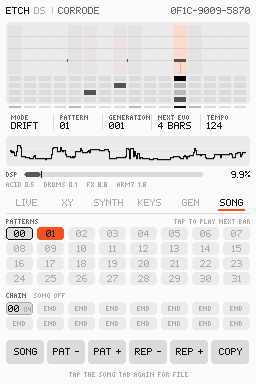 ETCH DS | CORRODE 0F1C-9009-5870
MODE PATTERN GENERATION NEXT EVO TEMPO
DRIFT 01 001 4 BARS 124
DSP 9.9%
ACID 0.5 DRUMS 0.1 FX 8.8 ARM7 1.8
LIVE XY SYNTH KEYS GEN SONG
PATTERNS TAP TO PLAY NEXT BAR
00 01 02 03 04 05 06 07
08 09 10 11 12 13 14 15
16 17 18 19 20 21 22 23
24 25 26 27 28 29 30 31
CHAIN SONG OFF
00 END END END END END END
END END END END END END END
SONG PAT - PAT + REP - REP + COPY
TAP THE SONG TAB AGAIN FOR FILE